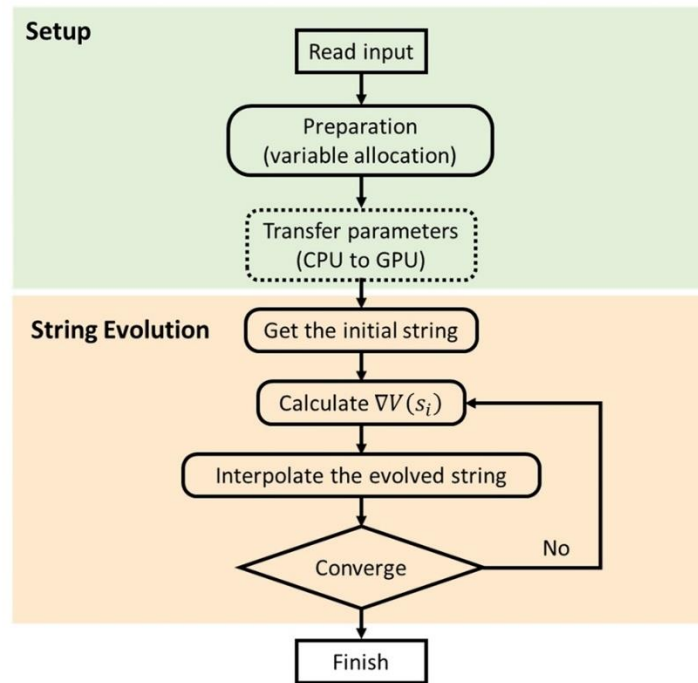 Setup
Read input
Preparation
(variable allocation)
Transfer parameters
(CPU to GPU)
String Evolution
Get the initial string
Calculate ∇V(sᵢ)
Interpolate the evolved string
Converge
No
Finish